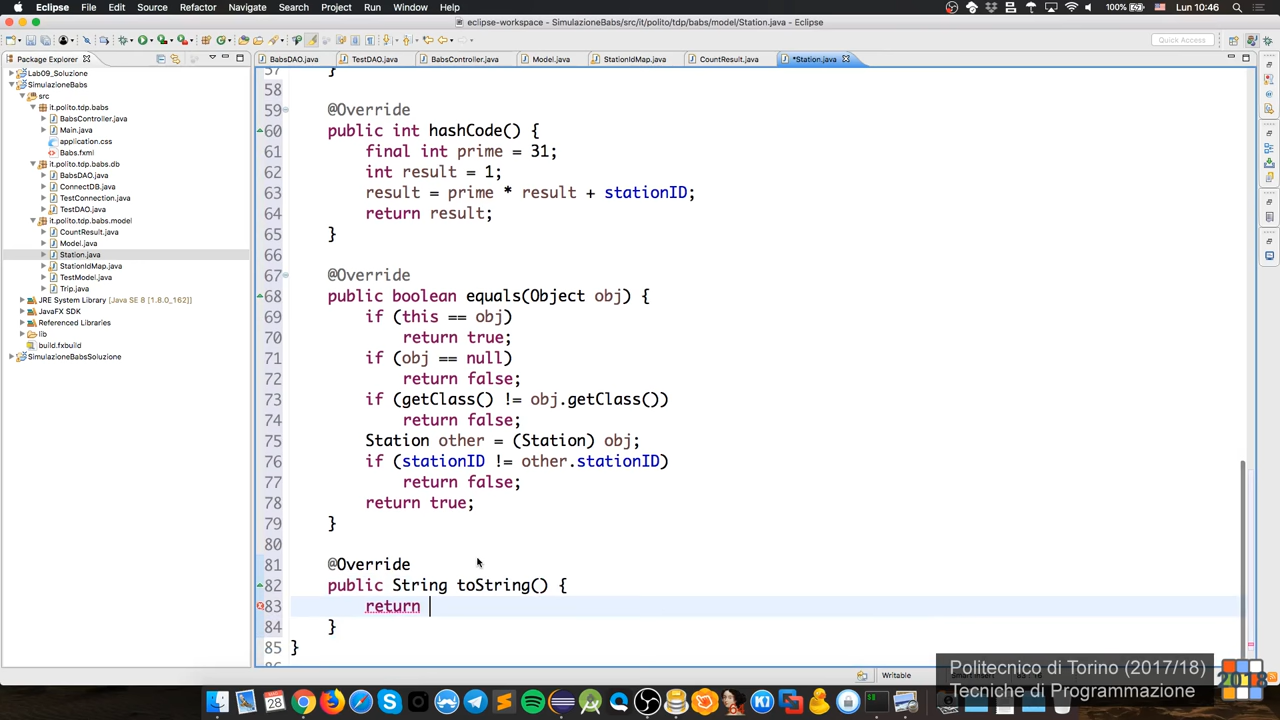 Eclipse File Edit Source Refactor Navigate Search Project Run Window Help 100% Lun 10:46
eclipse-workspace - SimulazioneBabs/src/it/polito/tdp/babs/model/Station.java - Eclipse
Quick Access
Package Explorer
BabsDAO.java TestDAO.java BabsController.java Model.java StationIdMap.java CountResult.java *Station.java
Lab09_Soluzione
SimulazioneBabs
src
it.polito.tdp.babs
BabsController.java
Main.java
application.css
Babs.fxml
it.polito.tdp.babs.db
BabsDAO.java
ConnectDB.java
TestConnection.java
TestDAO.java
it.polito.tdp.babs.model
CountResult.java
Model.java
Station.java
StationIdMap.java
TestModel.java
Trip.java
JRE System Library [Java SE 8 [1.8.0_162]]
JavaFX SDK
Referenced Libraries
lib
build.fxbuild
SimulazioneBabsSoluzione
57 }
58
59 @Override
60 public int hashCode() {
61 final int prime = 31;
62 int result = 1;
63 result = prime * result + stationID;
64 return result;
65 }
66
67 @Override
68 public boolean equals(Object obj) {
69 if (this == obj)
70 return true;
71 if (obj == null)
72 return false;
73 if (getClass() != obj.getClass())
74 return false;
75 Station other = (Station) obj;
76 if (stationID != other.stationID)
77 return false;
78 return true;
79 }
80
81 @Override
82 public String toString() {
83 return
84 }
85 }
Writable
Politecnico di Torino (2017/18)
Tecniche di Programmazione
2018